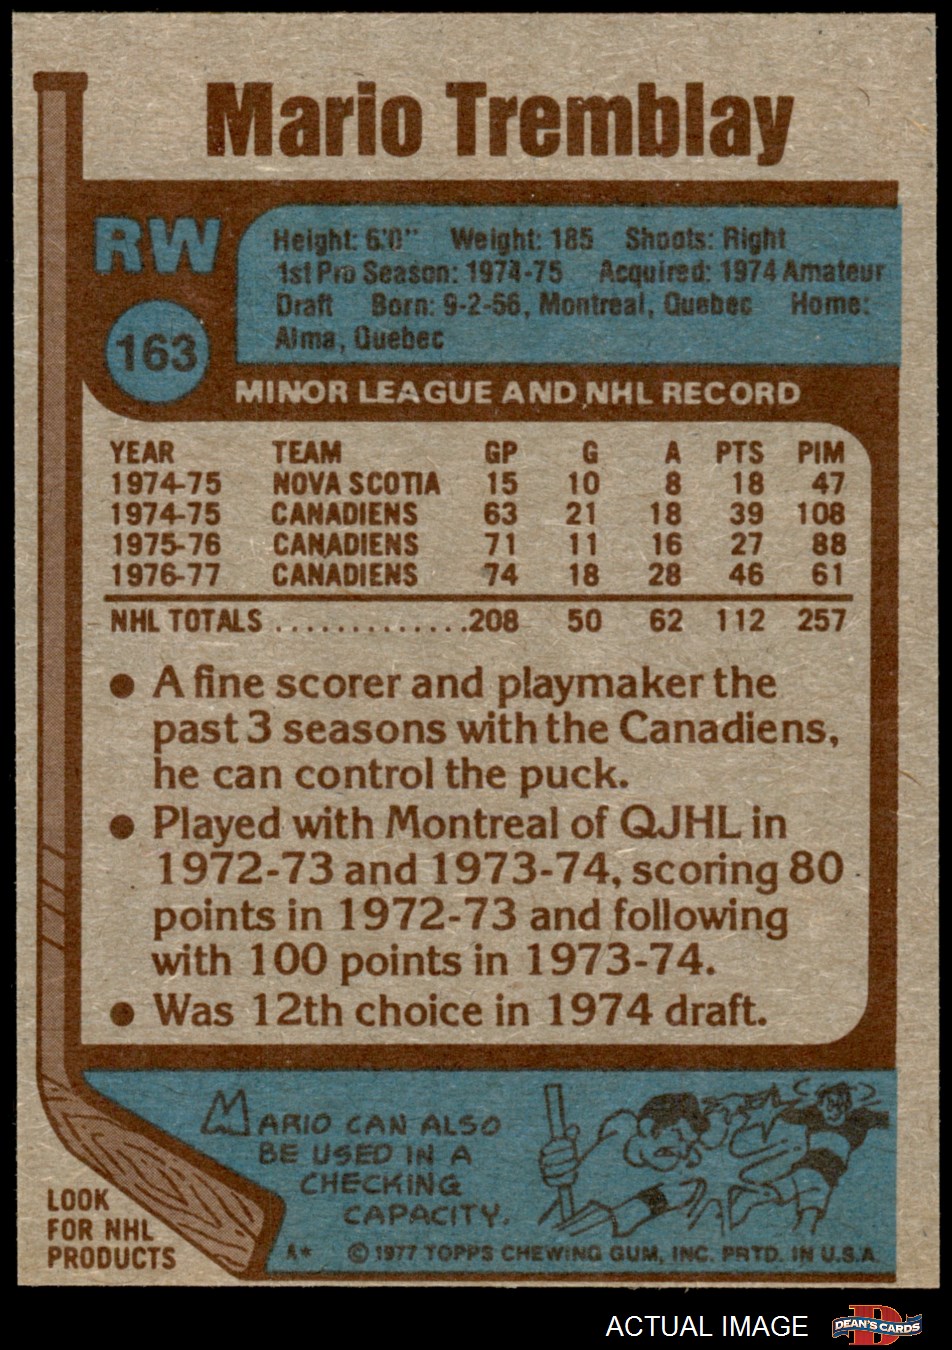 Mario Tremblay
RW
163
Height: 6'0" Weight: 185 Shoots: Right
1st Pro Season: 1974-75 Acquired: 1974 Amateur
Draft Born: 9-2-56, Montreal, Quebec Home:
Alma, Quebec
MINOR LEAGUE AND NHL RECORD
YEAR TEAM GP G A PTS PIM
1974-75 NOVA SCOTIA 15 10 8 18 47
1974-75 CANADIENS 63 21 18 39 108
1975-76 CANADIENS 71 11 16 27 88
1976-77 CANADIENS 74 18 28 46 61
NHL TOTALS .............208 50 62 112 257
● A fine scorer and playmaker the
past 3 seasons with the Canadiens,
he can control the puck.
● Played with Montreal of QJHL in
1972-73 and 1973-74, scoring 80
points in 1972-73 and following
with 100 points in 1973-74.
● Was 12th choice in 1974 draft.
MARIO CAN ALSO
BE USED IN A
CHECKING
CAPACITY.
LOOK
FOR NHL
PRODUCTS
A* © 1977 TOPPS CHEWING GUM, INC. PRTD. IN U.S.A.
ACTUAL IMAGE
D
DEAN'S CARDS